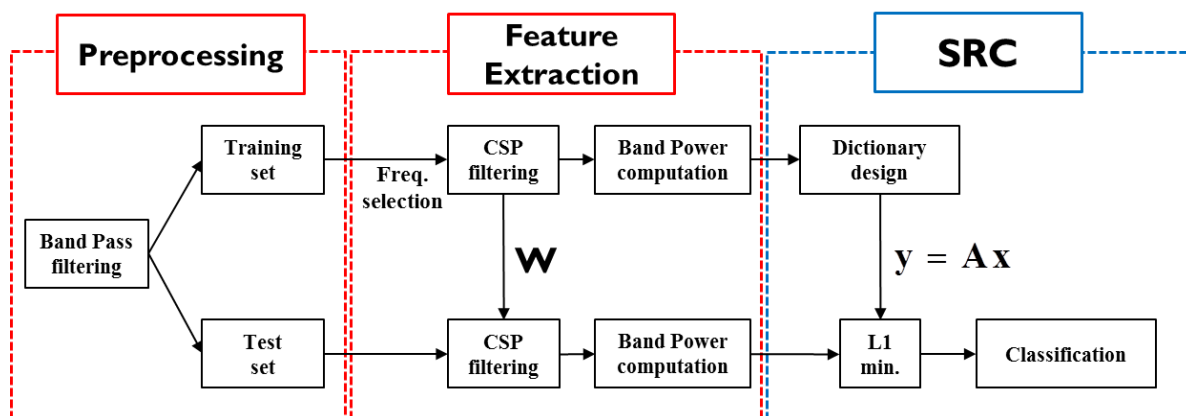 Preprocessing
Feature
Extraction
SRC
Training
set
Freq.
selection
CSP
filtering
Band Power
computation
Dictionary
design
Band Pass
filtering
W
y = Ax
Test
set
CSP
filtering
Band Power
computation
L1
min.
Classification